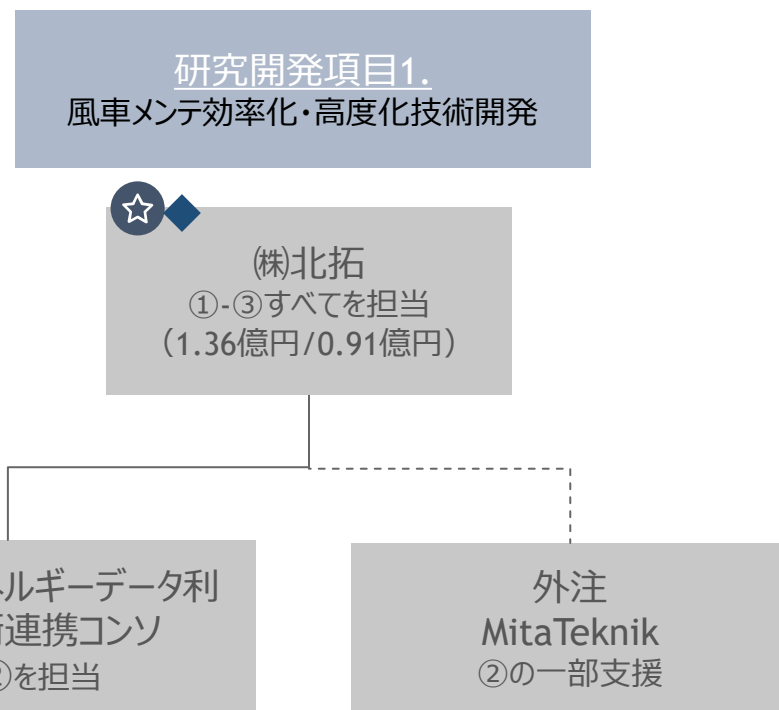 研究開発項目1.
風車メンテ効率化・高度化技術開発
㈱北拓
①-③すべてを担当
（1.36億円/0.91億円）
ルギーデータ利
連携コンソ
を担当
外注
MitaTeknik
②の一部支援